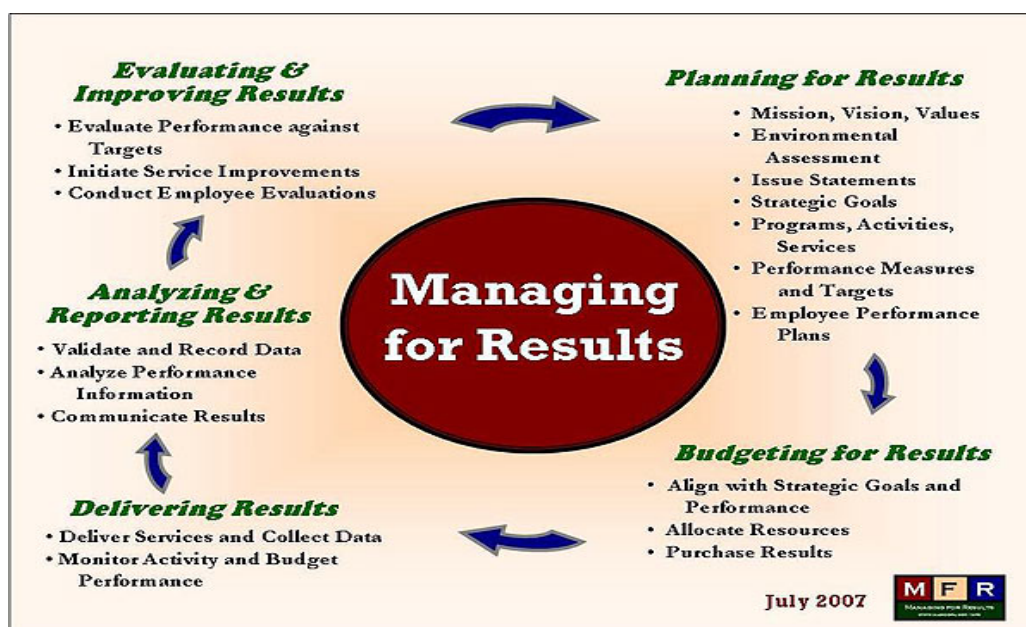 Evaluating &
Improving Results
• Evaluate Performance against
Targets
• Initiate Service Improvements
• Conduct Employee Evaluations
Planning for Results
• Mission, Vision, Values
• Environmental
Assessment
• Issue Statements
• Strategic Goals
• Programs, Activities,
Services
• Performance Measures
and Targets
• Employee Performance
Plans
Managing
for Results
Analyzing &
Reporting Results
• Validate and Record Data
• Analyze Performance
Information
• Communicate Results
Budgeting for Results
• Align with Strategic Goals and
Performance
• Allocate Resources
• Purchase Results
Delivering Results
• Deliver Services and Collect Data
• Monitor Activity and Budget
Performance
July 2007
M F R
Managing for Results